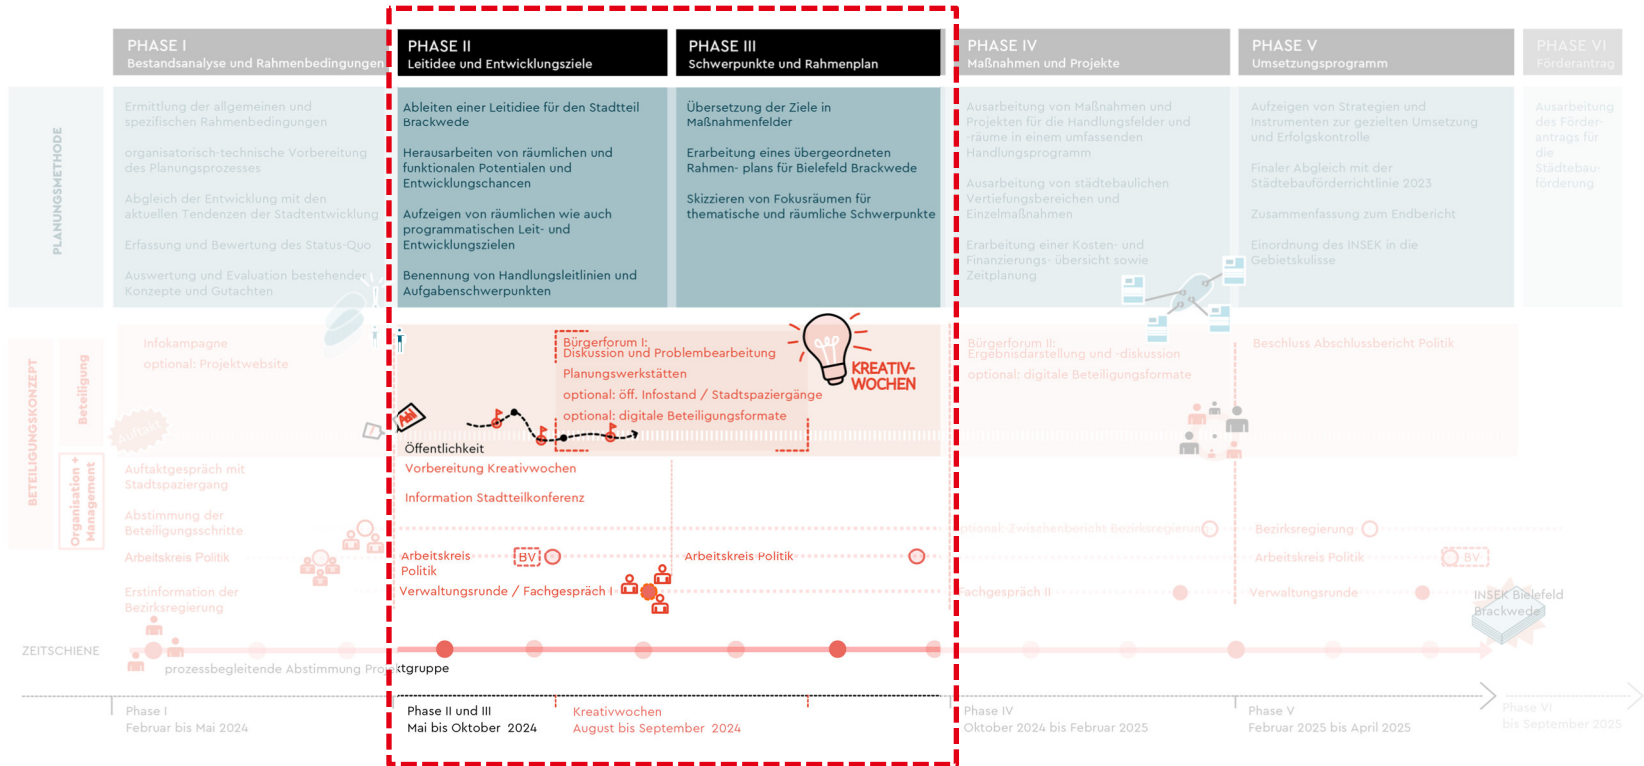 PHASE I
Bestandsanalyse und Rahmenbedingungen
PHASE II
Leitidee und Entwicklungsziele
PHASE III
Schwerpunkte und Rahmenplan
PHASE IV
Maßnahmen und Projekte
PHASE V
Umsetzungsprogramm
PHASE VI
Förderantrag
PLANUNGSMETHODE
Ermittlung der allgemeinen und
spezifischen Rahmenbedingungen
organisatorisch-technische Vorbereitung
des Planungsprozesses
Abgleich der Entwicklung mit den
aktuellen Tendenzen der Stadtentwicklung
Erfassung und Bewertung des Status-Quo
Auswertung und Evaluation bestehender
Konzepte und Gutachten
Ableiten einer Leitidiee für den Stadtteil
Brackwede
Herausarbeiten von räumlichen und
funktionalen Potentialen und
Entwicklungschancen
Aufzeigen von räumlichen wie auch
programmatischen Leit- und
Entwicklungszielen
Benennung von Handlungsleitlinien und
Aufgabenschwerpunkten
Übersetzung der Ziele in
Maßnahmenfelder
Erarbeitung eines übergeordneten
Rahmen- plans für Bielefeld Brackwede
Skizzieren von Fokusräumen für
thematische und räumliche Schwerpunkte
Ausarbeitung von Maßnahmen und
Projekten für die Handlungsfelder und
-räume in einem umfassenden
Handlungsprogramm
Ausarbeitung von städtebaulichen
Vertiefungsbereichen und
Einzelmaßnahmen
Erarbeitung einer Kosten- und
Finanzierungs- übersicht sowie
Zeitplanung
Aufzeigen von Strategien und
Instrumenten zur gezielten Umsetzung
und Erfolgskontrolle
Finaler Abgleich mit der
Städtebauförderrichtlinie 2023
Zusammenfassung zum Endbericht
Einordnung des INSEK in die
Gebietskulisse
Ausarbeitung
des Förder-
antrags für
die
Städtebau-
förderung
BETEILIGUNGSKONZEPT
Beteiligung
Infokampagne
optional: Projektwebsite
Auftakt
Bürgerforum I:
Diskussion und Problembearbeitung
Planungswerkstätten
optional: öff. Infostand / Stadtspaziergänge
optional: digitale Beteiligungsformate
KREATIV-
WOCHEN
Öffentlichkeit
Bürgerforum II:
Ergebnisdarstellung und -diskussion
optional: digitale Beteiligungsformate
Beschluss Abschlussbericht Politik
Organisation +
Management
Auftaktgespräch mit
Stadtspaziergang
Abstimmung der
Beteiligungsschritte
Arbeitskreis Politik
Erstinformation der
Bezirksregierung
Vorbereitung Kreativwochen
Information Stadtteilkonferenz
Arbeitskreis
Politik
BV
Verwaltungsrunde / Fachgespräch I
Arbeitskreis Politik
optional: Zwischenbericht Bezirksregierung
Fachgespräch II
Bezirksregierung
Arbeitskreis Politik
BV
Verwaltungsrunde
INSEK Bielefeld
Brackwede
ZEITSCHIENE
prozessbegleitende Abstimmung Projektgruppe
Phase I
Februar bis Mai 2024
Phase II und III
Mai bis Oktober 2024
Kreativwochen
August bis September 2024
Phase IV
Oktober 2024 bis Februar 2025
Phase V
Februar 2025 bis April 2025
Phase VI
bis September 2025